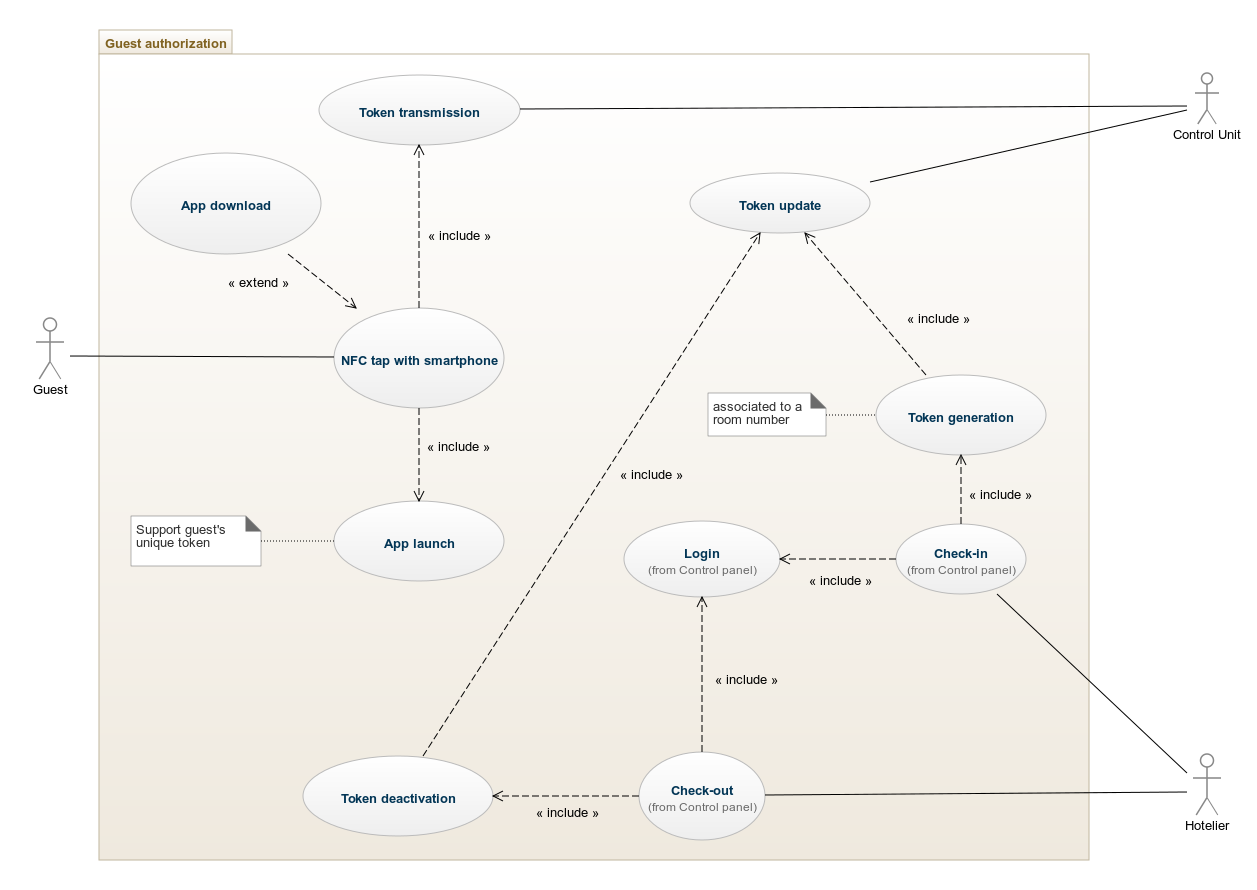 Guest authorization
Token transmission
Control Unit
App download
Token update
« include »
« extend »
« include »
Guest
NFC tap with smartphone
associated to a
room number
Token generation
« include »
« include »
« include »
Support guest's
unique token
App launch
Login
(from Control panel)
Check-in
(from Control panel)
« include »
« include »
Token deactivation
Check-out
(from Control panel)
« include »
Hotelier